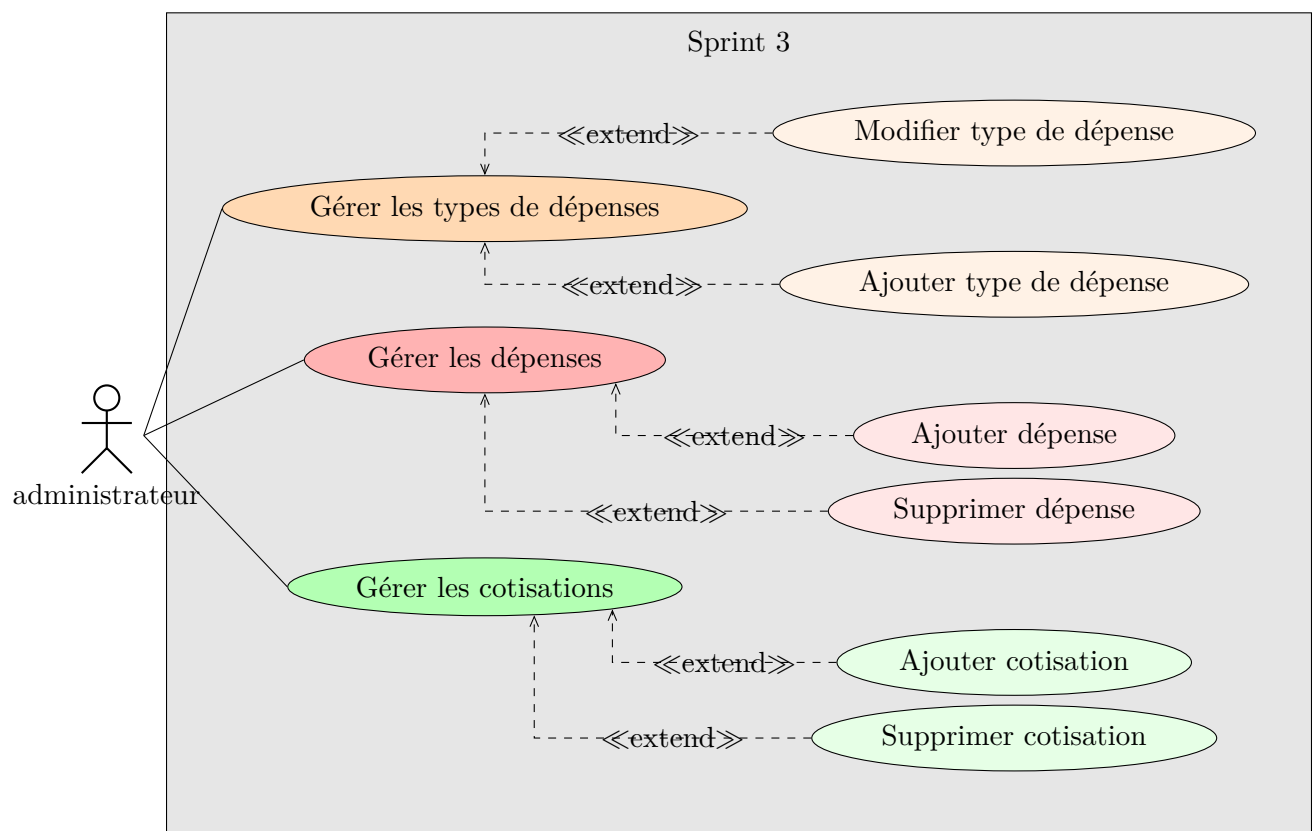 Sprint 3
≪extend≫
Modifier type de dépense
Gérer les types de dépenses
≪extend≫
Ajouter type de dépense
Gérer les dépenses
≪extend≫
Ajouter dépense
administrateur
≪extend≫
Supprimer dépense
Gérer les cotisations
≪extend≫
Ajouter cotisation
≪extend≫
Supprimer cotisation